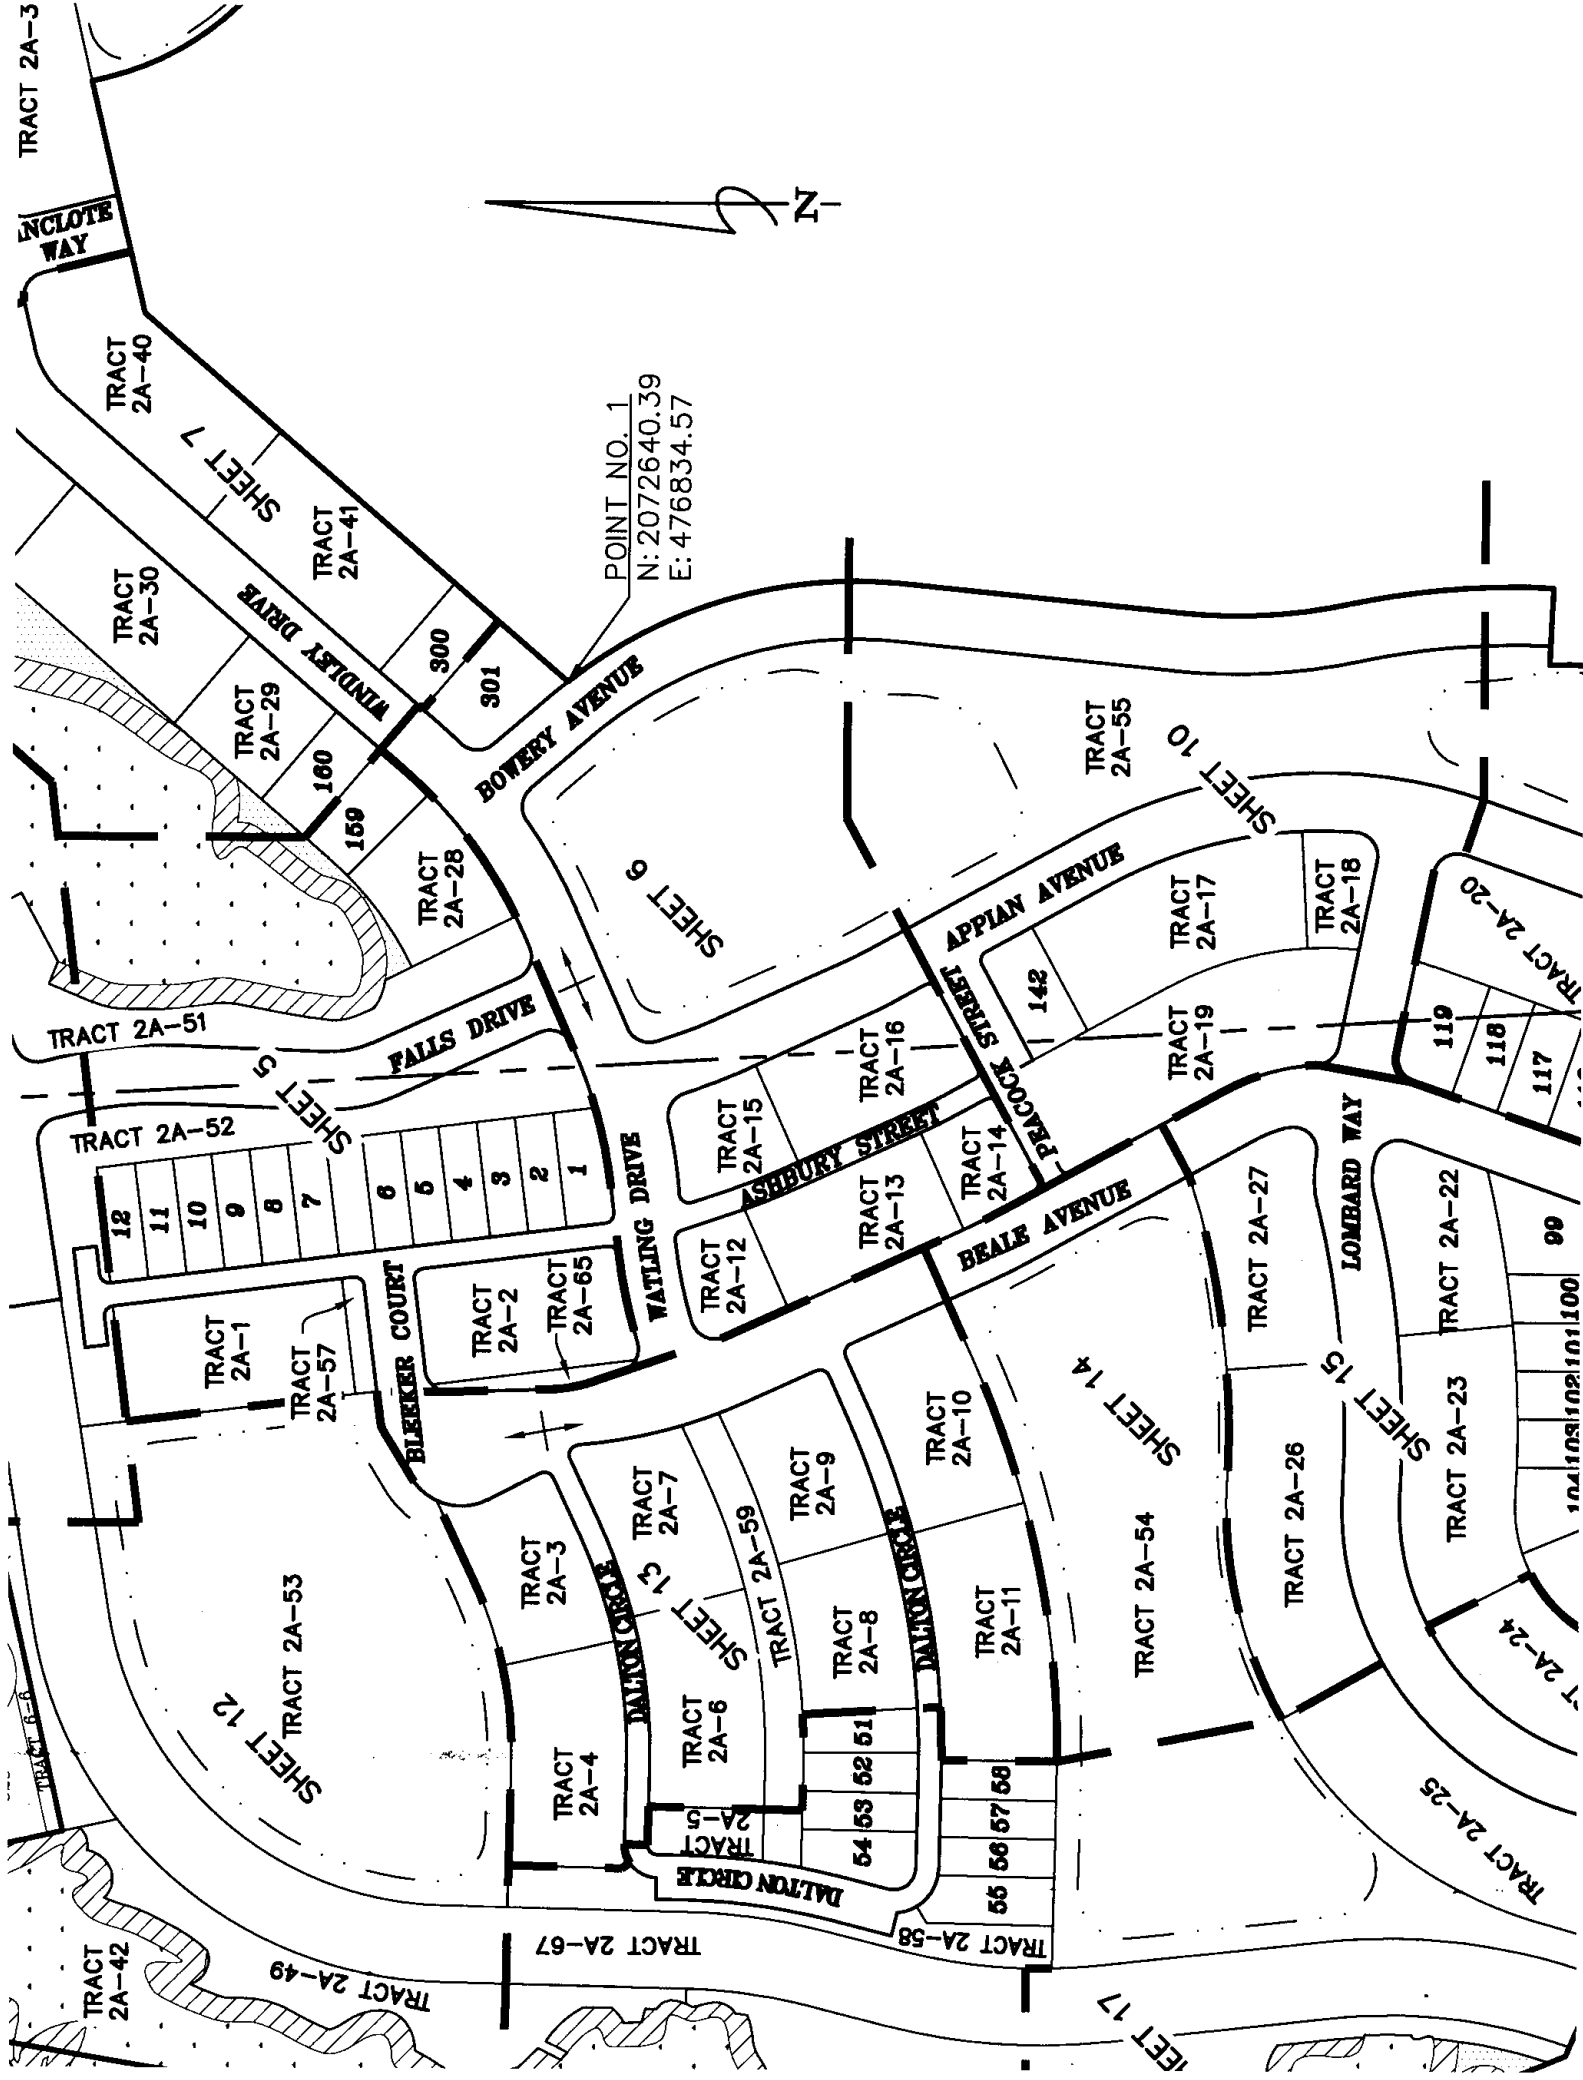 TRACT 2A-3
NCLOTE
WAY
TRACT
2A-40
SHEET 7
TRACT
2A-41
TRACT
2A-30
WINDLEY DRIVE
TRACT
2A-29
300
301
160
159
TRACT
2A-28
BOWERY AVENUE
POINT NO. 1
N: 2072640.39
E: 476834.57
N
SHEET 6
TRACT
2A-55
SHEET 10
TRACT 2A-51
FALLS DRIVE
SHEET 5
TRACT 2A-52
12
11
10
9
8
7
6
5
4
3
2
1
WATLING DRIVE
TRACT
2A-15
TRACT
2A-16
ASHBURY STREET
PEACOCK STREET
APPIAN AVENUE
142
TRACT
2A-17
TRACT
2A-18
TRACT
2A-19
TRACT 2A-20
TRACT
119
118
117
TRACT
2A-12
TRACT
2A-13
TRACT
2A-14
BEALE AVENUE
TRACT
2A-1
TRACT
2A-57
BLEEKER COURT
TRACT
2A-2
TRACT
2A-65
LOMBARD WAY
TRACT 2A-27
TRACT 2A-22
99
100
101
102
103
104
SHEET 15
TRACT 2A-23
TRACT 2A-26
SHEET 14
TRACT 2A-54
TRACT
2A-10
TRACT
2A-11
TRACT
2A-9
TRACT
2A-7
TRACT 2A-59
SHEET 13
TRACT
2A-3
DALTON CIRCLE
DALTON CIRCLE
TRACT
2A-8
TRACT
2A-6
TRACT
2A-4
TRACT
2A-5
51
52
53
54
55
56
57
58
DALTON CIRCLE
TRACT 2A-53
SHEET 12
TRACT 6-6
TRACT
2A-42
TRACT 2A-49
TRACT 2A-67
TRACT 2A-58
CT 2A-24
TRACT 2A-25
EET 17